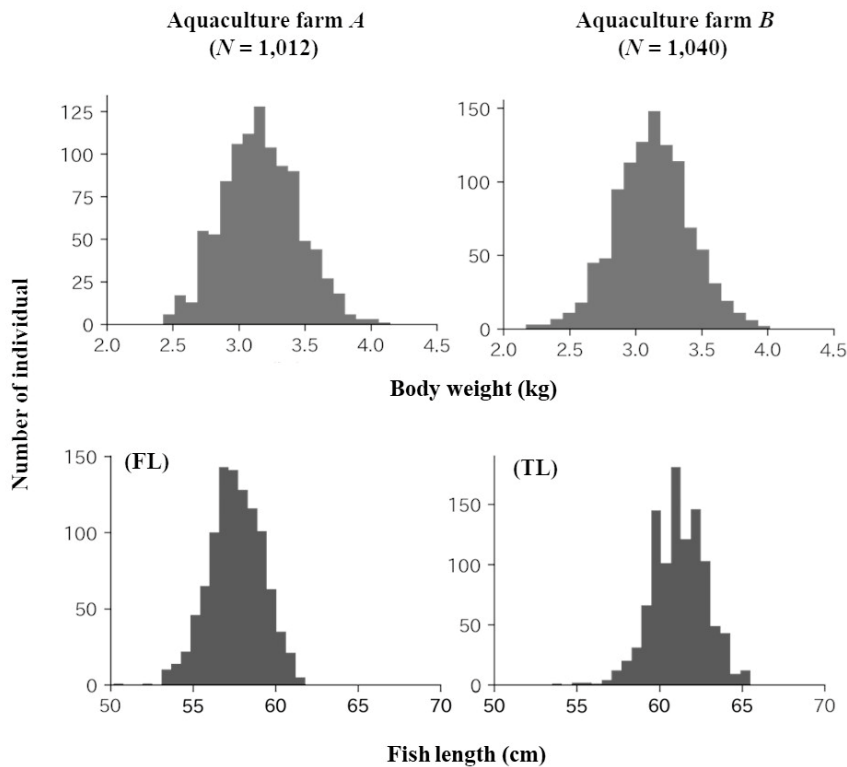 Aquaculture farm A
(N = 1,012)
Aquaculture farm B
(N = 1,040)
Number of individual
125
100
75
50
25
0
2.0 2.5 3.0 3.5 4.0 4.5
150
100
50
0
2.0 2.5 3.0 3.5 4.0 4.5
Body weight (kg)
(FL)
150
100
50
0
50 55 60 65 70
(TL)
150
100
50
0
50 55 60 65 70
Fish length (cm)